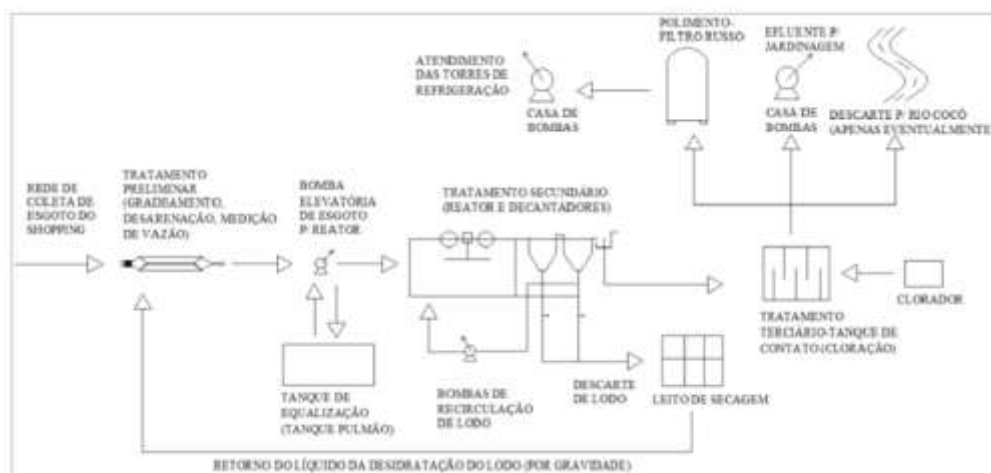 POLIMENTO-
FILTRO RUSSO
EFLUENTE P/
JARDINAGEM
ATENDIMENTO
DAS TORRES DE
REFRIGERAÇÃO
CASA DE
BOMBAS
CASA DE
BOMBAS
DESCARTE P/ RIO COCÓ
(APENAS EVENTUALMENTE)
REDE DE
COLETA DE
ESGOTO DO
SHOPPING
TRATAMENTO
PRELIMINAR
(GRADEAMENTO,
DESARENAÇÃO, MEDIÇÃO
DE VAZÃO)
BOMBA
ELEVATÓRIA
DE ESGOTO
P/ REATOR
TRATAMENTO SECUNDÁRIO
(REATOR E DECANTADORES)
CLORADOR
TRATAMENTO
TERCIÁRIO-TANQUE DE
CONTATO (CLORAÇÃO)
TANQUE DE
EQUALIZAÇÃO
(TANQUE PULMÃO)
BOMBAS DE
RECIRCULAÇÃO
DE LODO
DESCARTE
DE LODO
LEITO DE SECAGEM
RETORNO DO LÍQUIDO DA DESIDRATAÇÃO DO LODO (POR GRAVIDADE)